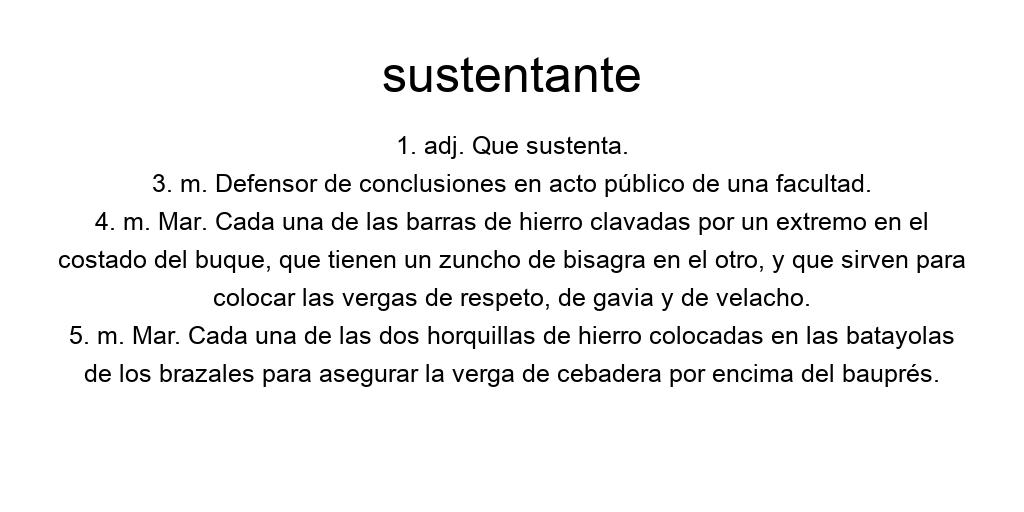 sustentante
1. adj. Que sustenta.
3. m. Defensor de conclusiones en acto público de una facultad.
4. m. Mar. Cada una de las barras de hierro clavadas por un extremo en el
costado del buque, que tienen un zuncho de bisagra en el otro, y que sirven para
colocar las vergas de respeto, de gavia y de velacho.
5. m. Mar. Cada una de las dos horquillas de hierro colocadas en las batayolas
de los brazales para asegurar la verga de cebadera por encima del bauprés.